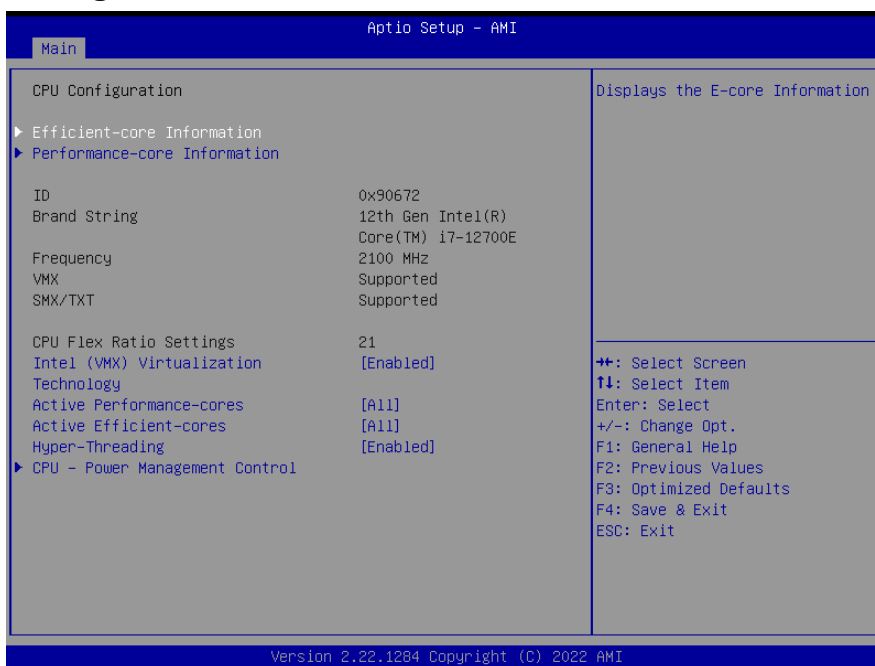 Aptio Setup – AMI
Main
CPU Configuration
Displays the E-core Information
Efficient-core Information
Performance-core Information
ID 0x90672
Brand String 12th Gen Intel(R)
Core(TM) i7-12700E
Frequency 2100 MHz
VMX Supported
SMX/TXT Supported
CPU Flex Ratio Settings 21
Intel (VMX) Virtualization [Enabled]
Technology
Active Performance-cores [All]
Active Efficient-cores [All]
Hyper-Threading [Enabled]
CPU – Power Management Control
→←: Select Screen
↑↓: Select Item
Enter: Select
+/-: Change Opt.
F1: General Help
F2: Previous Values
F3: Optimized Defaults
F4: Save & Exit
ESC: Exit
Version 2.22.1284 Copyright (C) 2022 AMI